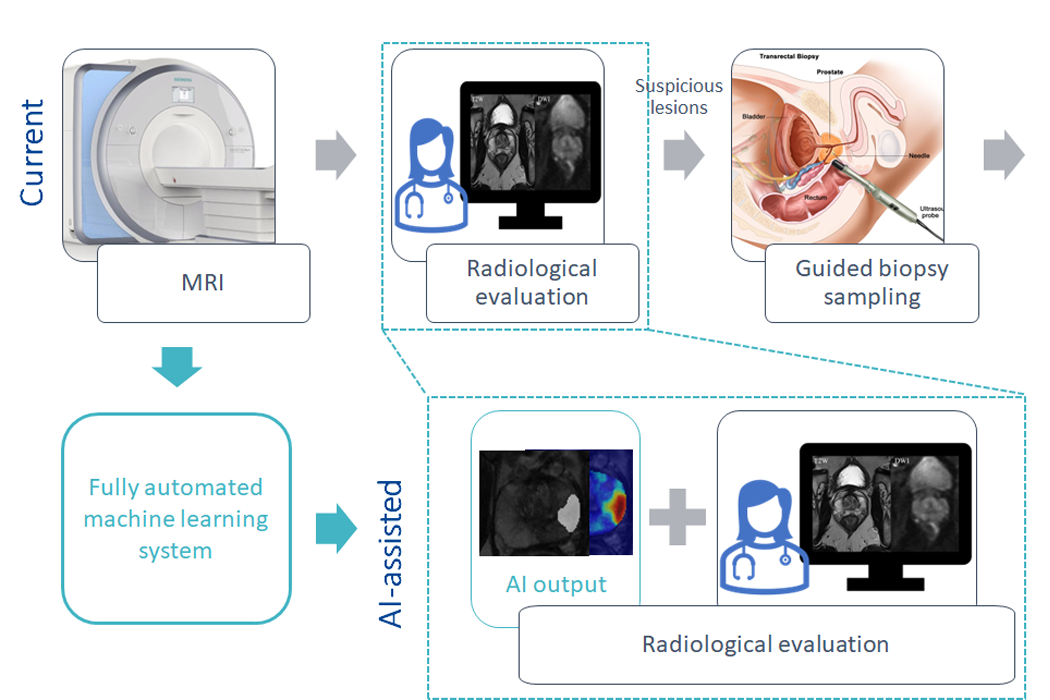 Current
SIEMENS
MRI
T2W
DWI
Radiological
evaluation
Suspicious
lesions
Transrectal Biopsy
Prostate
Bladder
Needle
Rectum
Ultrasou
probe
Guided biopsy
sampling
Fully automated
machine learning
system
AI-assisted
AI output
T2W
DWI
Radiological evaluation